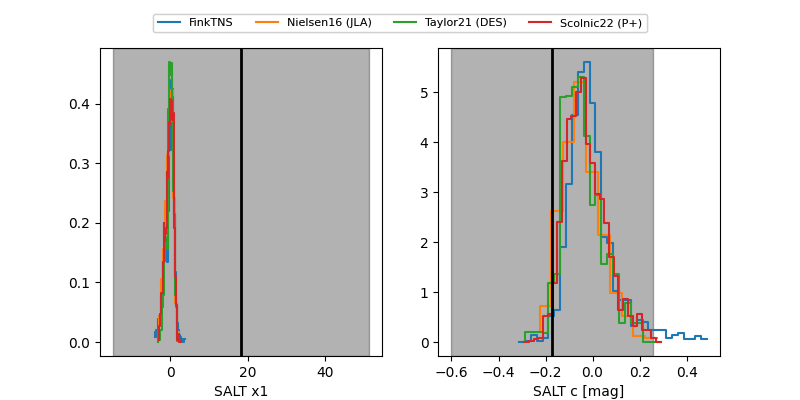 FinkTNS Nielsen16 (JLA) Taylor21 (DES) Scolnic22 (P+)
0.4
0.3
0.2
0.1
0.0
0 20 40
SALT x1
5
4
3
2
1
0
−0.6 −0.4 −0.2 0.0 0.2 0.4
SALT c [mag]